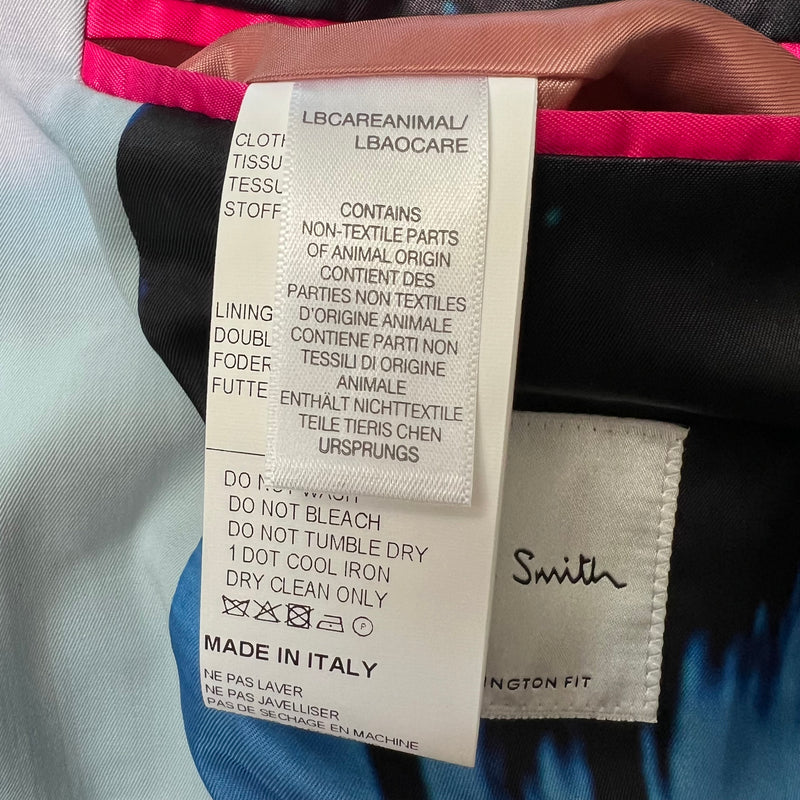 LBCAREANIMAL/
LBAOCARE
CONTAINS
NON-TEXTILE PARTS
OF ANIMAL ORIGIN
CONTIENT DES
PARTIES NON TEXTILES
D'ORIGINE ANIMALE
CONTIENE PARTI NON
TESSILI DI ORIGINE
ANIMALE
ENTHÄLT NICHTTEXTILE
TEILE TIERIS CHEN
URSPRUNGS
CLOTH
TISSU
TESSU
STOFF
LINING
DOUBL
FODER
FUTTE
DO NOT WASH
DO NOT BLEACH
DO NOT TUMBLE DRY
1 DOT COOL IRON
DRY CLEAN ONLY
P
MADE IN ITALY
NE PAS LAVER
NE PAS JAVELLISER
PAS DE SECHAGE EN MACHINE
Smith
INGTON FIT